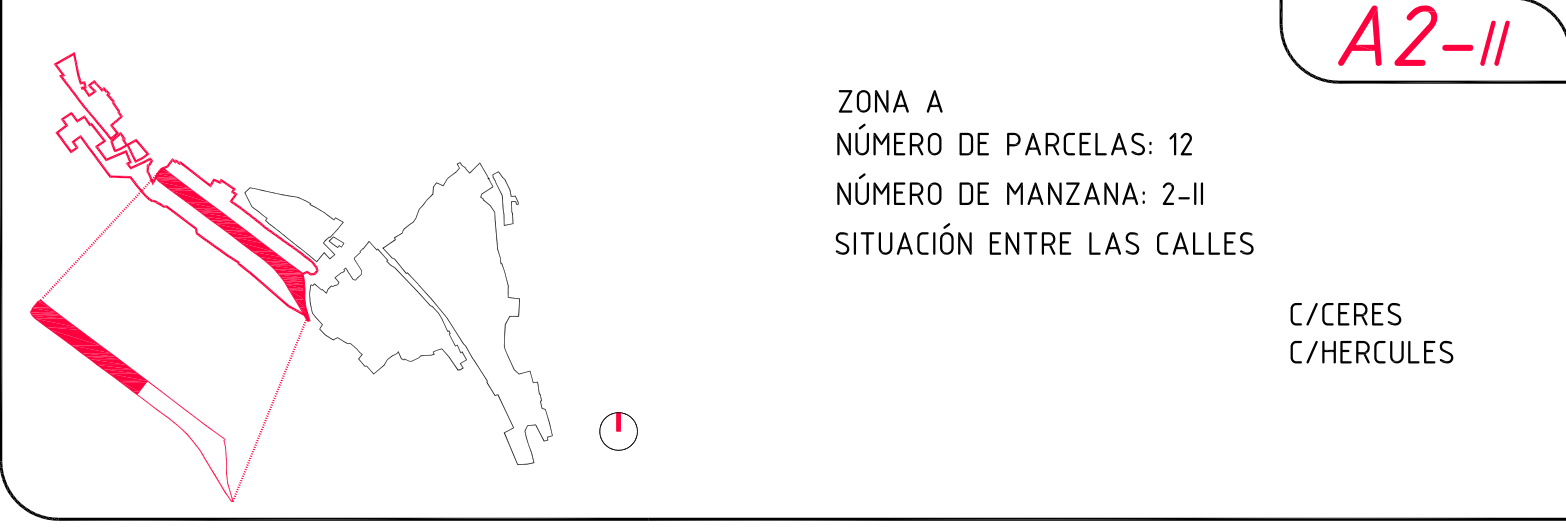 A2-II
ZONA A
NÚMERO DE PARCELAS: 12
NÚMERO DE MANZANA: 2-II
SITUACIÓN ENTRE LAS CALLES
C/CERES
C/HERCULES